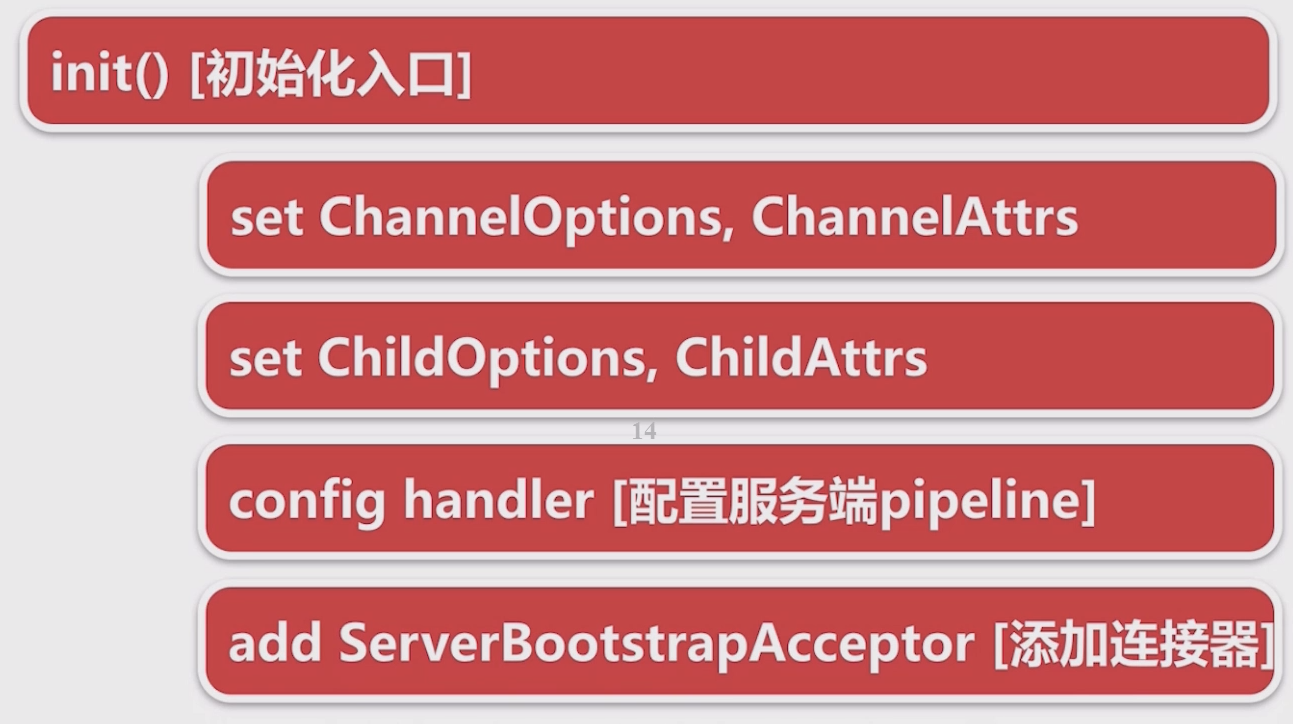 init() [初始化入口]
set ChannelOptions, ChannelAttrs
set ChildOptions, ChildAttrs
14
config handler [配置服务端pipeline]
add ServerBootstrapAcceptor [添加连接器]